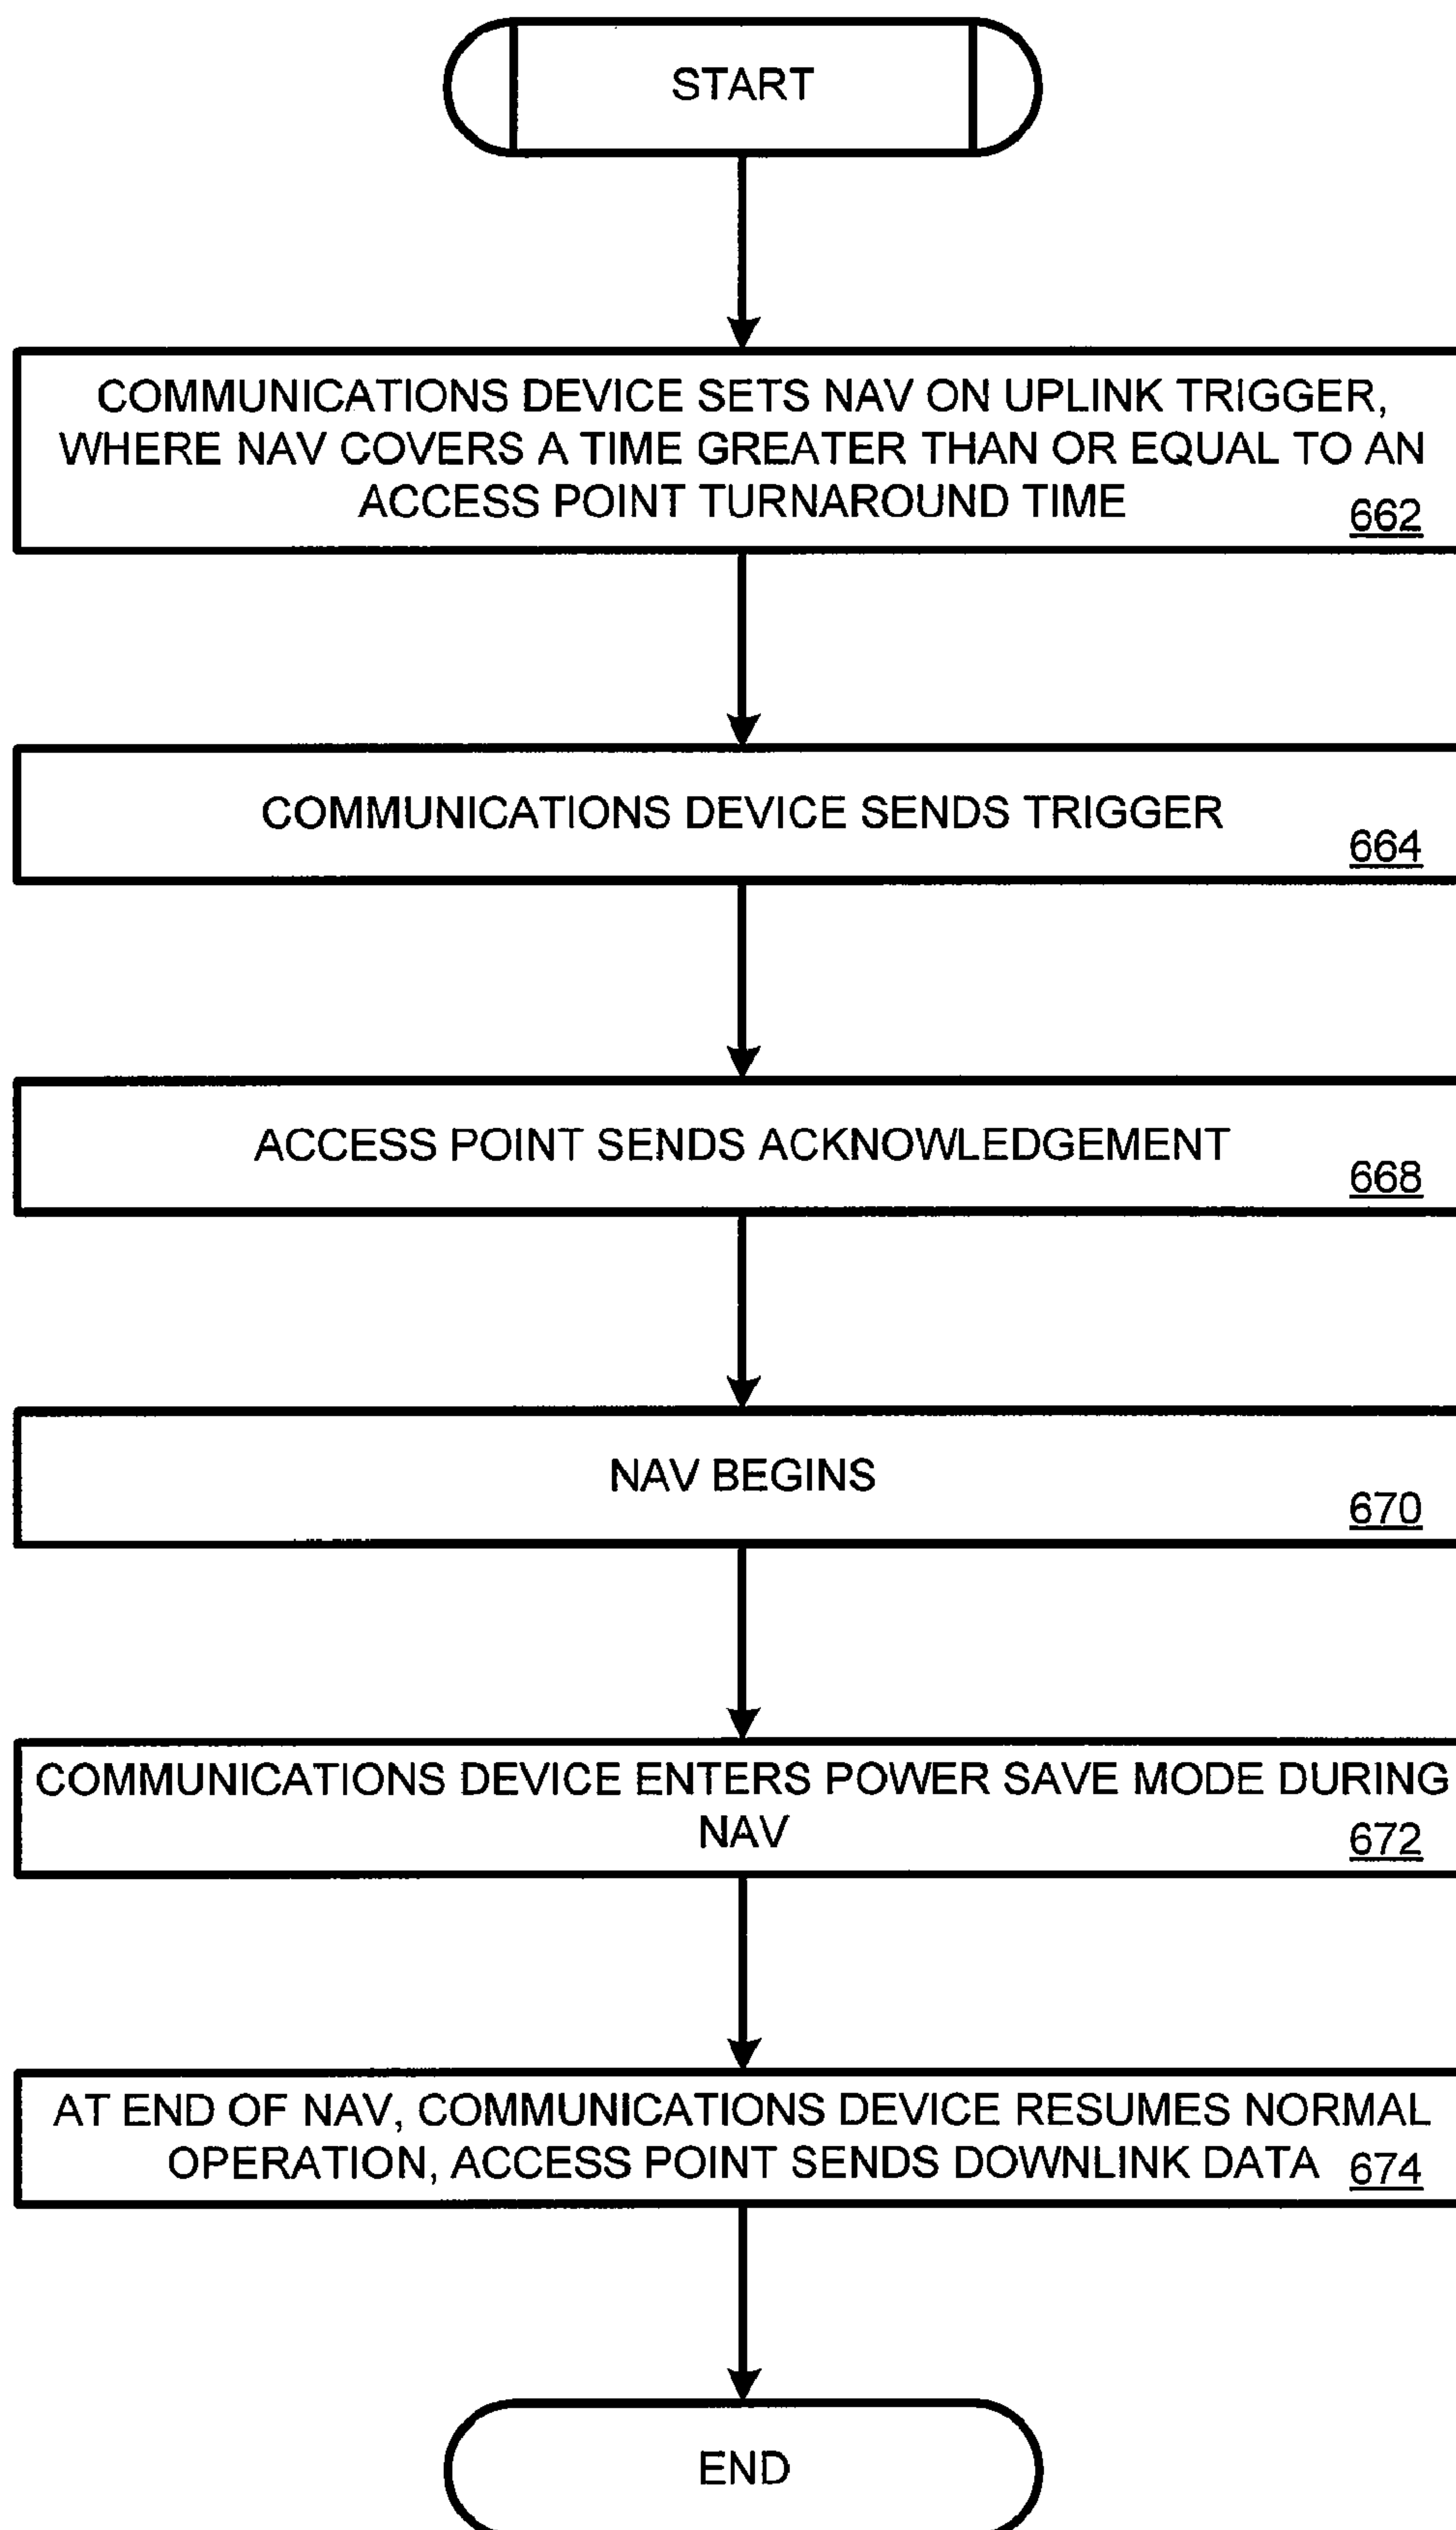 START
COMMUNICATIONS DEVICE SETS NAV ON UPLINK TRIGGER,
WHERE NAV COVERS A TIME GREATER THAN OR EQUAL TO AN
ACCESS POINT TURNAROUND TIME
662
COMMUNICATIONS DEVICE SENDS TRIGGER
664
ACCESS POINT SENDS ACKNOWLEDGEMENT
668
NAV BEGINS
670
COMMUNICATIONS DEVICE ENTERS POWER SAVE MODE DURING
NAV
672
AT END OF NAV, COMMUNICATIONS DEVICE RESUMES NORMAL
OPERATION, ACCESS POINT SENDS DOWNLINK DATA 674
END